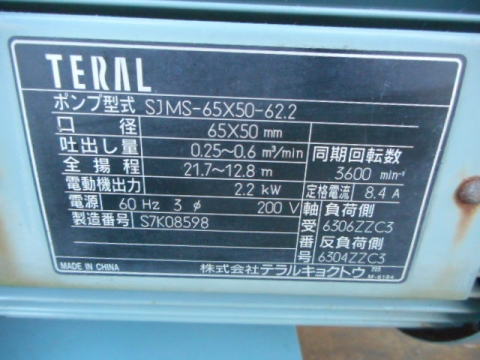 TERAL
ポンプ型式 SJMS-65X50-62.2
口径 65X50 mm
吐出し量 0.25~0.6 m³/min 同期回転数
全揚程 21.7~12.8 m 3600 min⁻¹
電動機出力 2.2 kW 定格電流 8.4 A
電源 60 Hz 3 φ 200 V 軸 負荷側
製造番号 S7K08598 受 6306ZZC3
番 反負荷側
号 6304ZZC3
MADE IN CHINA 株式会社テラルキョクトウ
M-6184